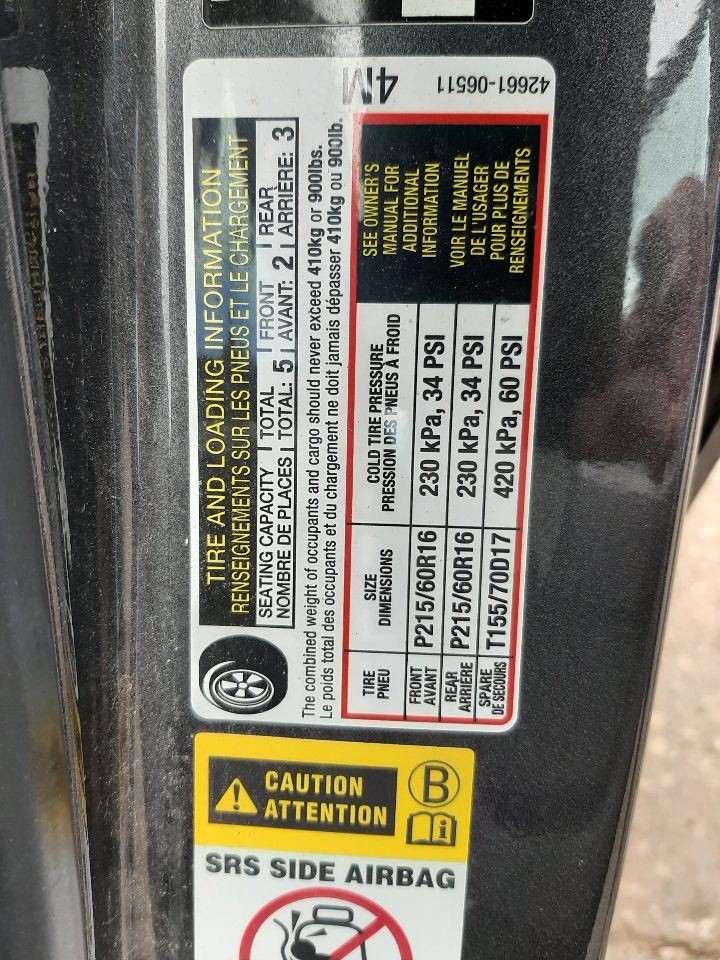 TIRE AND LOADING INFORMATION
RENSEIGNEMENTS SUR LES PNEUS ET LE CHARGEMENT
SEATING CAPACITY | TOTAL | FRONT | REAR
NOMBRE DE PLACES | TOTAL: 5 | AVANT: 2 | ARRIÈRE: 3
The combined weight of occupants and cargo should never exceed 410kg or 900lbs.
Le poids total des occupants et du chargement ne doit jamais dépasser 410kg ou 900lb.
TIRE SIZE COLD TIRE PRESSURE
PNEU DIMENSIONS PRESSION DES PNEUS À FROID
FRONT
AVANT P215/60R16 230 kPa, 34 PSI
REAR
ARRIÈRE P215/60R16 230 kPa, 34 PSI
SPARE
DE SECOURS T155/70D17 420 kPa, 60 PSI
SEE OWNER'S
MANUAL FOR
ADDITIONAL
INFORMATION
VOIR LE MANUEL
DE L'USAGER
POUR PLUS DE
RENSEIGNEMENTS
4M
42661-06511
CAUTION
ATTENTION
B
i
SRS SIDE AIRBAG